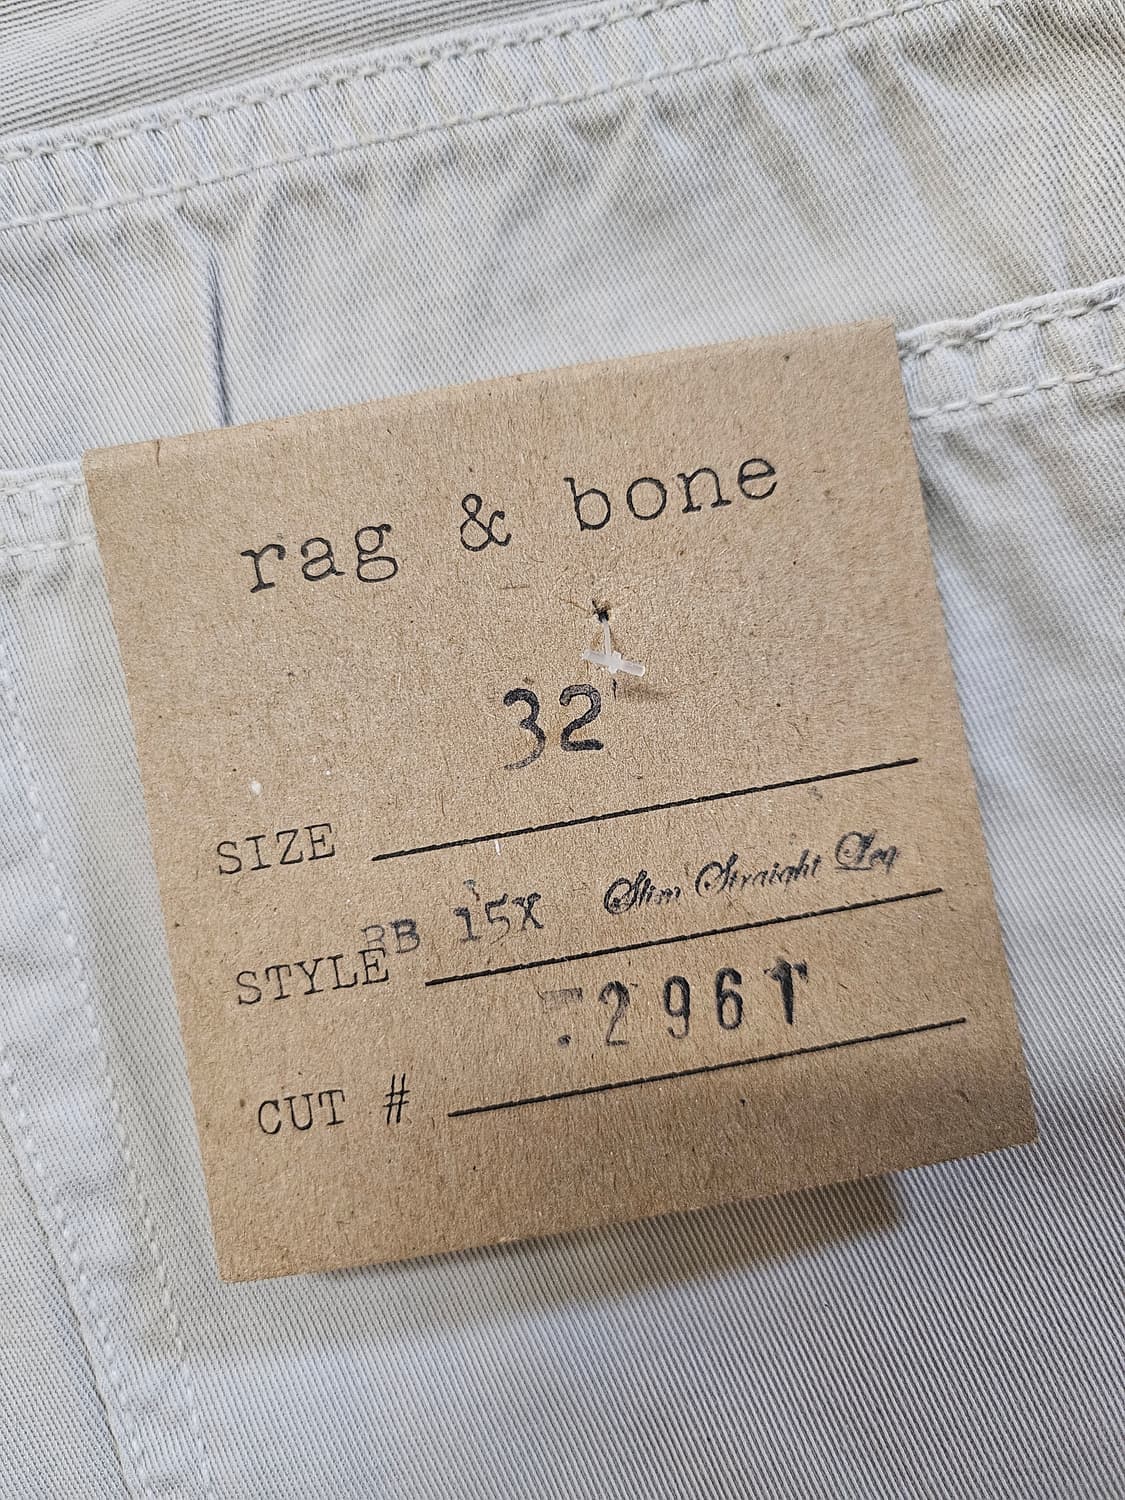 rag & bone
32
SIZE
RB 15X Slim Straight Leg
STYLE
2961
CUT #